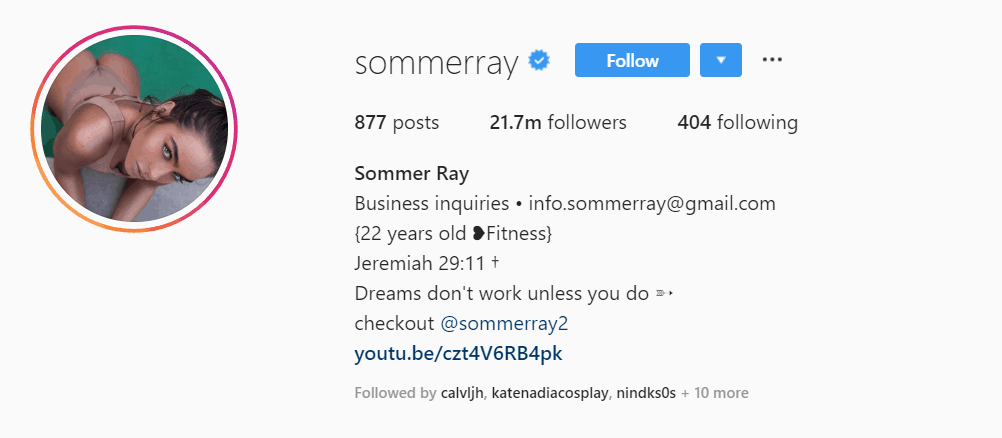 sommerray Follow
877 posts 21.7m followers 404 following
Sommer Ray
Business inquiries • info.sommerray@gmail.com
{22 years old ❥Fitness}
Jeremiah 29:11 †
Dreams don't work unless you do ➵
checkout @sommerray2
youtu.be/czt4V6RB4pk
Followed by calvljh, katenadiacosplay, nindks0s + 10 more